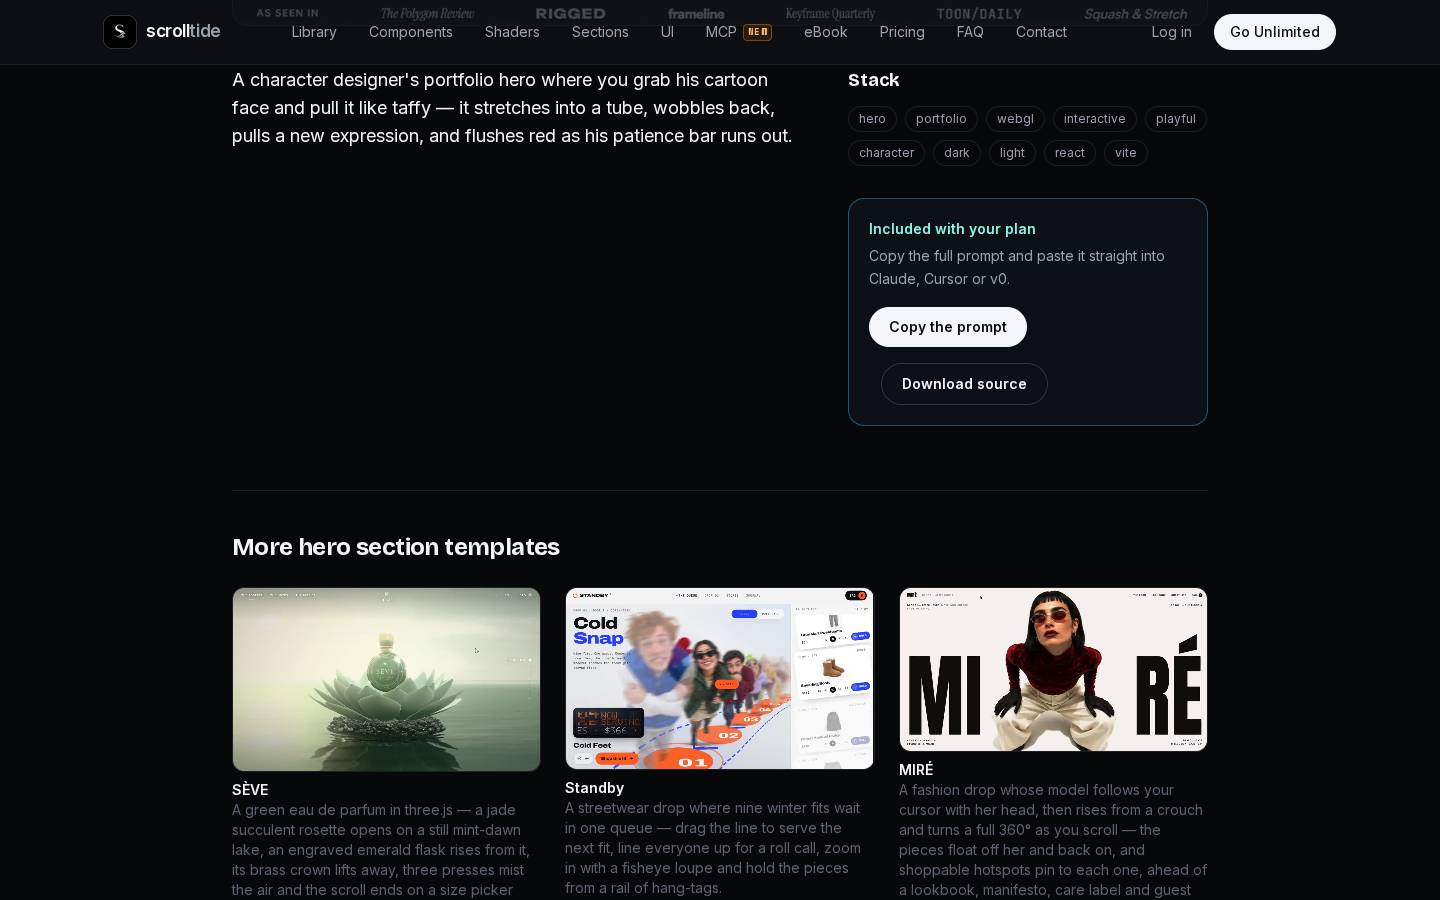 AS SEEN IN
The Polygon Review
RIGGED
frameline
Keyframe Quarterly
TOON/DAILY
Squash & Stretch
scrolltide
Library
Components
Shaders
Sections
UI
MCP NEW
eBook
Pricing
FAQ
Contact
Log in
Go Unlimited
A character designer's portfolio hero where you grab his cartoon
face and pull it like taffy — it stretches into a tube, wobbles back,
pulls a new expression, and flushes red as his patience bar runs out.
Stack
hero
portfolio
webgl
interactive
playful
character
dark
light
react
vite
Included with your plan
Copy the full prompt and paste it straight into
Claude, Cursor or v0.
Copy the prompt
Download source
More hero section templates
STANDBY
Cold
Snap
02
01
Cold Feet
MI RÉ
SÈVE
A green eau de parfum in three.js — a jade
succulent rosette opens on a still mint-dawn
lake, an engraved emerald flask rises from it,
its brass crown lifts away, three presses mist
the air and the scroll ends on a size picker
Standby
A streetwear drop where nine winter fits wait
in one queue — drag the line to serve the
next fit, line everyone up for a roll call, zoom
in with a fisheye loupe and hold the pieces
from a rail of hang-tags.
MIRÉ
A fashion drop whose model follows your
cursor with her head, then rises from a crouch
and turns a full 360° as you scroll — the
pieces float off her and back on, and
shoppable hotspots pin to each one, ahead of
a lookbook, manifesto, care label and guest